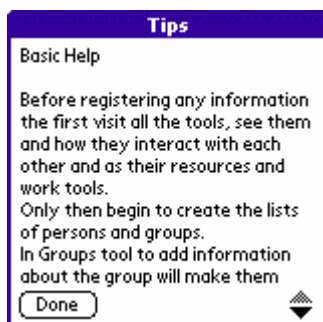 Tips
Basic Help
Before registering any information
the first visit all the tools, see them
and how they interact with each
other and as their resources and
work tools.
Only then begin to create the lists
of persons and groups.
In Groups tool to add information
about the group will make them
Done